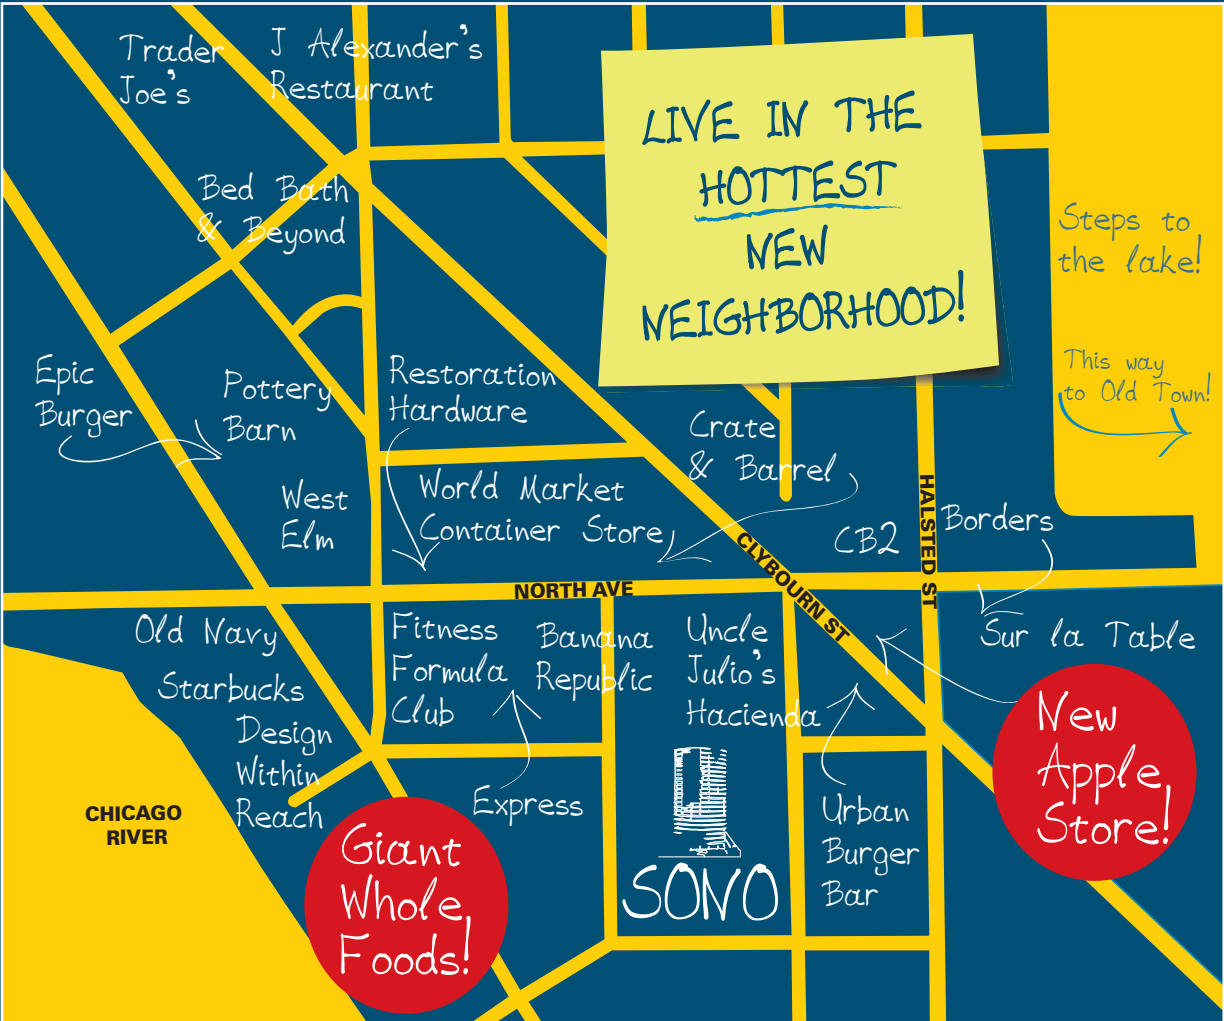 Trader
Joe's
J Alexander's
Restaurant
LIVE IN THE
HOTTEST
NEW
NEIGHBORHOOD!
Bed Bath
& Beyond
Steps to
the lake!
This way
to Old Town!
Epic
Burger
Pottery
Barn
Restoration
Hardware
Crate
& Barrel
West
Elm
World Market
Container Store
CB2
HALSTED ST
Borders
NORTH AVE
CLYBOURN ST
Old Navy
Starbucks
Design
Within
Reach
Fitness
Formula
Club
Banana
Republic
Uncle
Julio's
Hacienda
Sur la Table
New
Apple
Store!
CHICAGO
RIVER
Express
Urban
Burger
Bar
Giant
Whole
Foods!
SONO